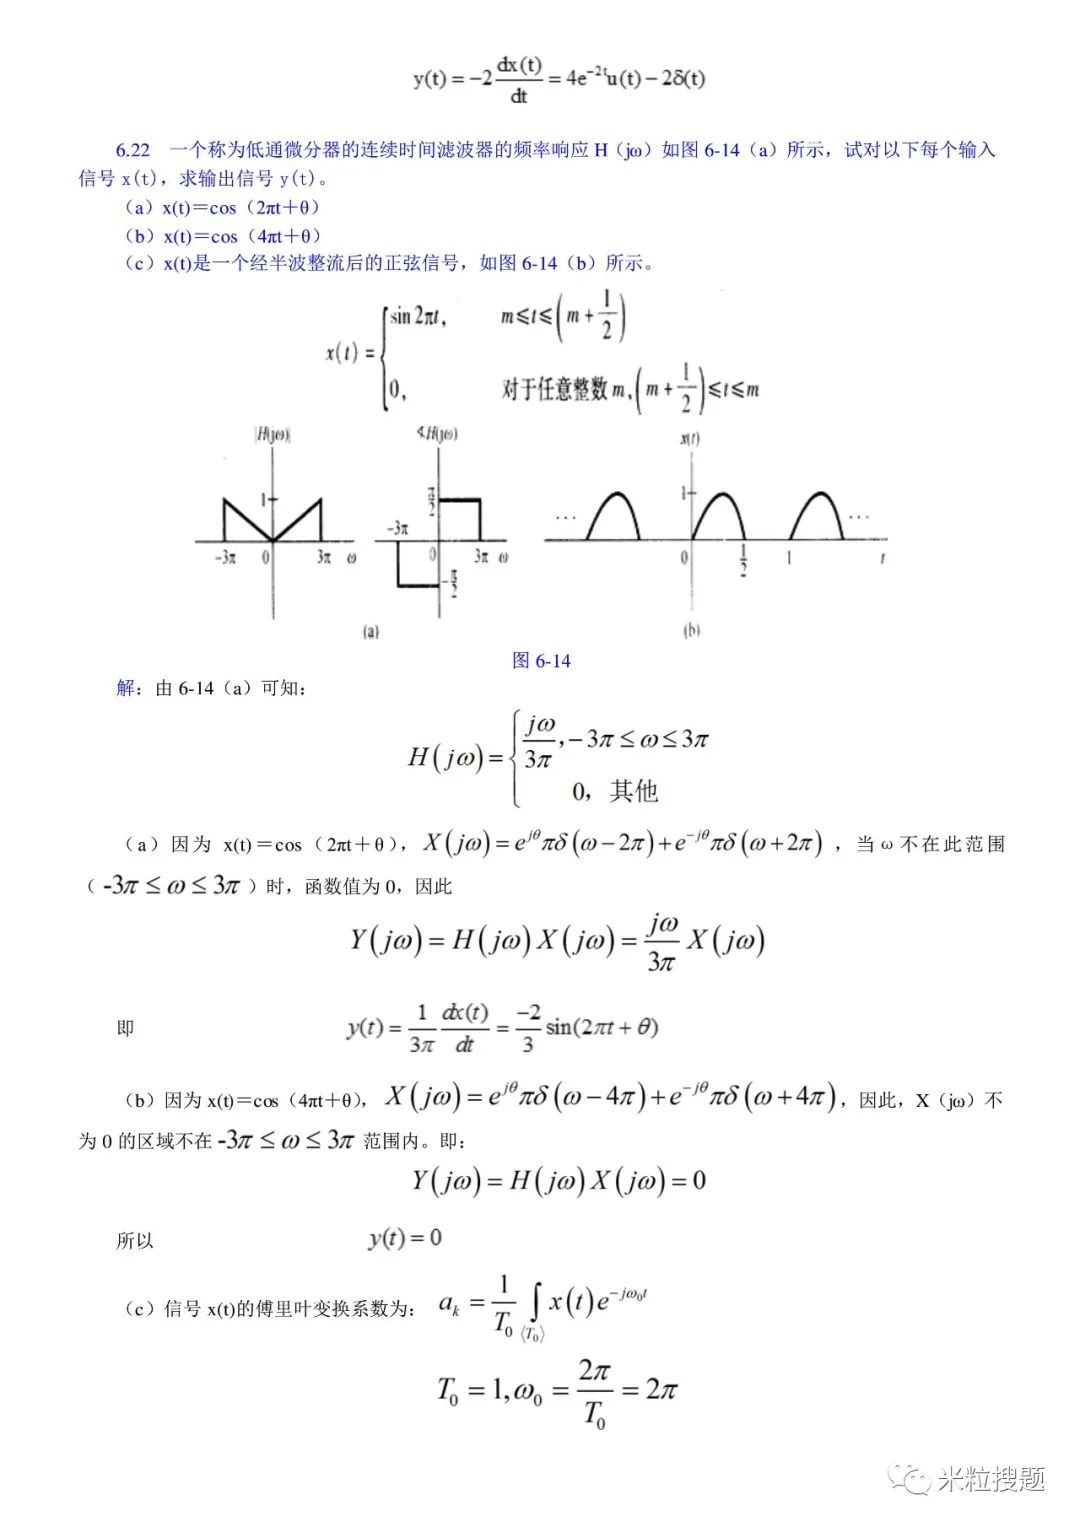 y(t) = −2 dx(t)/dt = 4e^{−2t}u(t) − 2δ(t)
6.22 一个称为低通微分器的连续时间滤波器的频率响应 H（jω）如图 6-14（a）所示，试对以下每个输入
信号 x(t)，求输出信号 y(t)。
（a）x(t)＝cos（2πt＋θ）
（b）x(t)＝cos（4πt＋θ）
（c）x(t)是一个经半波整流后的正弦信号，如图 6-14（b）所示。
x(t) = { sin 2πt, m≤t≤(m + 1/2)
0, 对于任意整数 m, (m + 1/2)≤t≤m
|H(jω)| ∢H(jω) x(t)
1 π/2 1
−3π 0 3π ω −3π 0 3π ω −π/2 ··· ··· 0 1/2 1 t
(a) (b)
图 6-14
解：由 6-14（a）可知：
H(jω) = { jω/3π, −3π ≤ ω ≤ 3π
0，其他
（a）因为 x(t)＝cos（2πt＋θ），X(jω) = e^{jθ}πδ(ω−2π)+e^{−jθ}πδ(ω+2π)，当 ω 不在此范围
（-3π ≤ ω ≤ 3π）时，函数值为 0，因此
Y(jω) = H(jω)X(jω) = jω/3π X(jω)
即 y(t) = 1/3π dx(t)/dt = −2/3 sin(2πt + θ)
（b）因为 x(t)＝cos（4πt＋θ），X(jω) = e^{jθ}πδ(ω−4π)+e^{−jθ}πδ(ω+4π)，因此，X（jω）不
为 0 的区域不在 -3π ≤ ω ≤ 3π 范围内。即：
Y(jω) = H(jω)X(jω) = 0
所以 y(t) = 0
（c）信号 x(t)的傅里叶变换系数为： a_k = 1/T_0 ∫_{⟨T_0⟩} x(t)e^{−jω_0t}
T_0 = 1, ω_0 = 2π/T_0 = 2π
米粒搜题